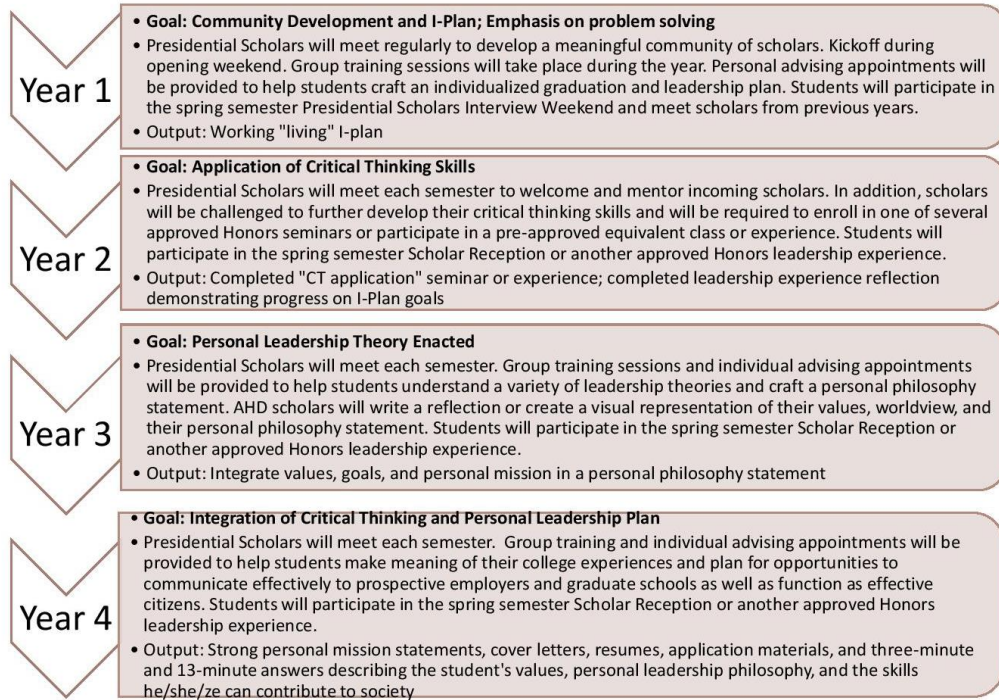 Year 1
• Goal: Community Development and I-Plan; Emphasis on problem solving
• Presidential Scholars will meet regularly to develop a meaningful community of scholars. Kickoff during
opening weekend. Group training sessions will take place during the year. Personal advising appointments will
be provided to help students craft an individualized graduation and leadership plan. Students will participate in
the spring semester Presidential Scholars Interview Weekend and meet scholars from previous years.
• Output: Working "living" I-plan
Year 2
• Goal: Application of Critical Thinking Skills
• Presidential Scholars will meet each semester to welcome and mentor incoming scholars. In addition, scholars
will be challenged to further develop their critical thinking skills and will be required to enroll in one of several
approved Honors seminars or participate in a pre-approved equivalent class or experience. Students will
participate in the spring semester Scholar Reception or another approved Honors leadership experience.
• Output: Completed "CT application" seminar or experience; completed leadership experience reflection
demonstrating progress on I-Plan goals
Year 3
• Goal: Personal Leadership Theory Enacted
• Presidential Scholars will meet each semester. Group training sessions and individual advising appointments
will be provided to help students understand a variety of leadership theories and craft a personal philosophy
statement. AHD scholars will write a reflection or create a visual representation of their values, worldview, and
their personal philosophy statement. Students will participate in the spring semester Scholar Reception or
another approved Honors leadership experience.
• Output: Integrate values, goals, and personal mission in a personal philosophy statement
Year 4
• Goal: Integration of Critical Thinking and Personal Leadership Plan
• Presidential Scholars will meet each semester. Group training and individual advising appointments will be
provided to help students make meaning of their college experiences and plan for opportunities to
communicate effectively to prospective employers and graduate schools as well as function as effective
citizens. Students will participate in the spring semester Scholar Reception or another approved Honors
leadership experience.
• Output: Strong personal mission statements, cover letters, resumes, application materials, and three-minute
and 13-minute answers describing the student's values, personal leadership philosophy, and the skills
he/she/ze can contribute to society